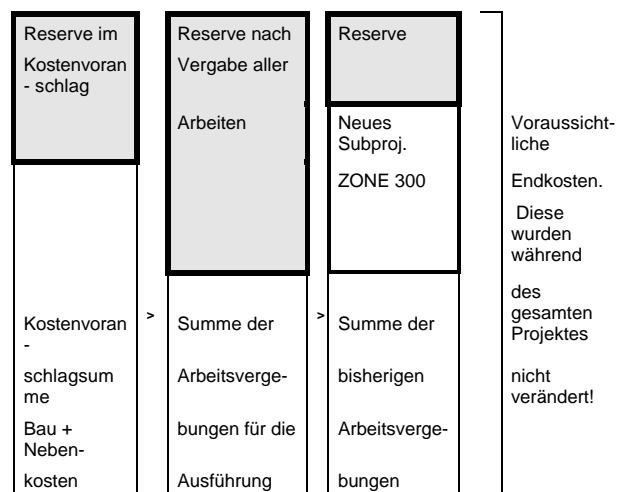 Reserve im
Kostenvoran
- schlag
Reserve nach
Vergabe aller
Arbeiten
Reserve
Neues
Subproj.
ZONE 300
Voraussicht-
liche
Endkosten.
Diese
wurden
während
des
gesamten
Projektes
nicht
verändert!
Kostenvoran
-
schlagsum
me
Bau +
Neben-
kosten
>
Summe der
Arbeitsverge-
bungen für die
Ausführung
>
Summe der
bisherigen
Arbeitsverge-
bungen